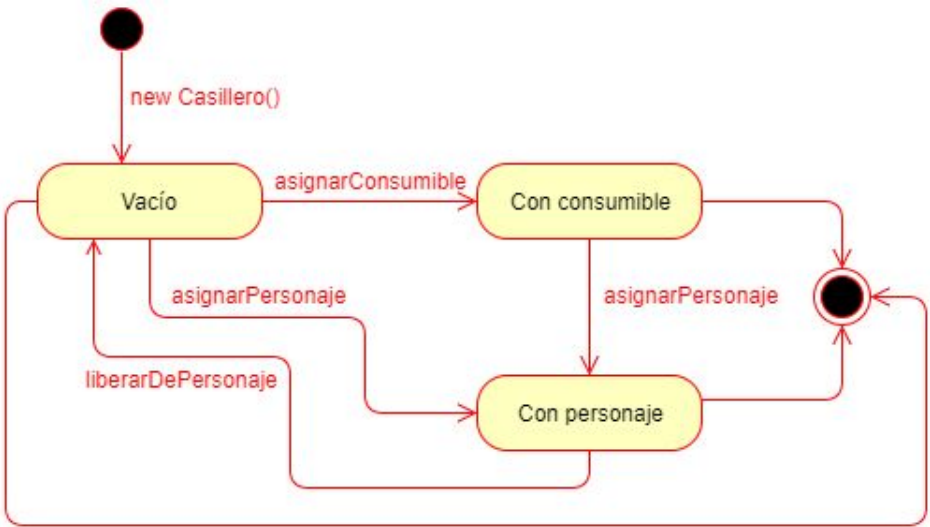 new Casillero()
asignarConsumible
Vacío
Con consumible
asignarPersonaje
asignarPersonaje
liberarDePersonaje
Con personaje